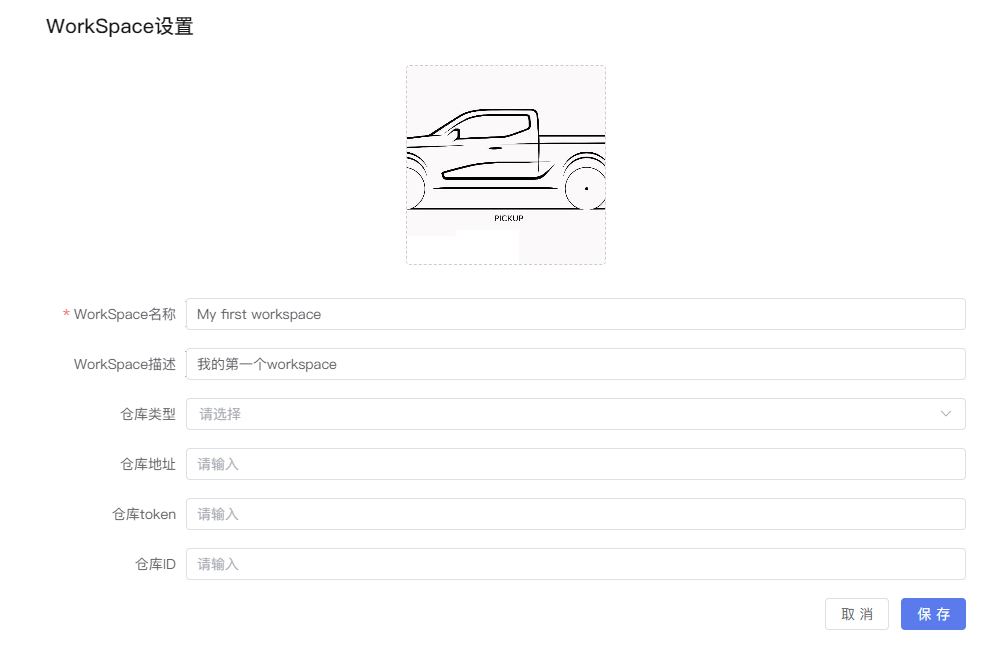 WorkSpace设置
PICKUP
* WorkSpace名称 My first workspace
WorkSpace描述 我的第一个workspace
仓库类型 请选择
仓库地址 请输入
仓库token 请输入
仓库ID 请输入
取消 保存